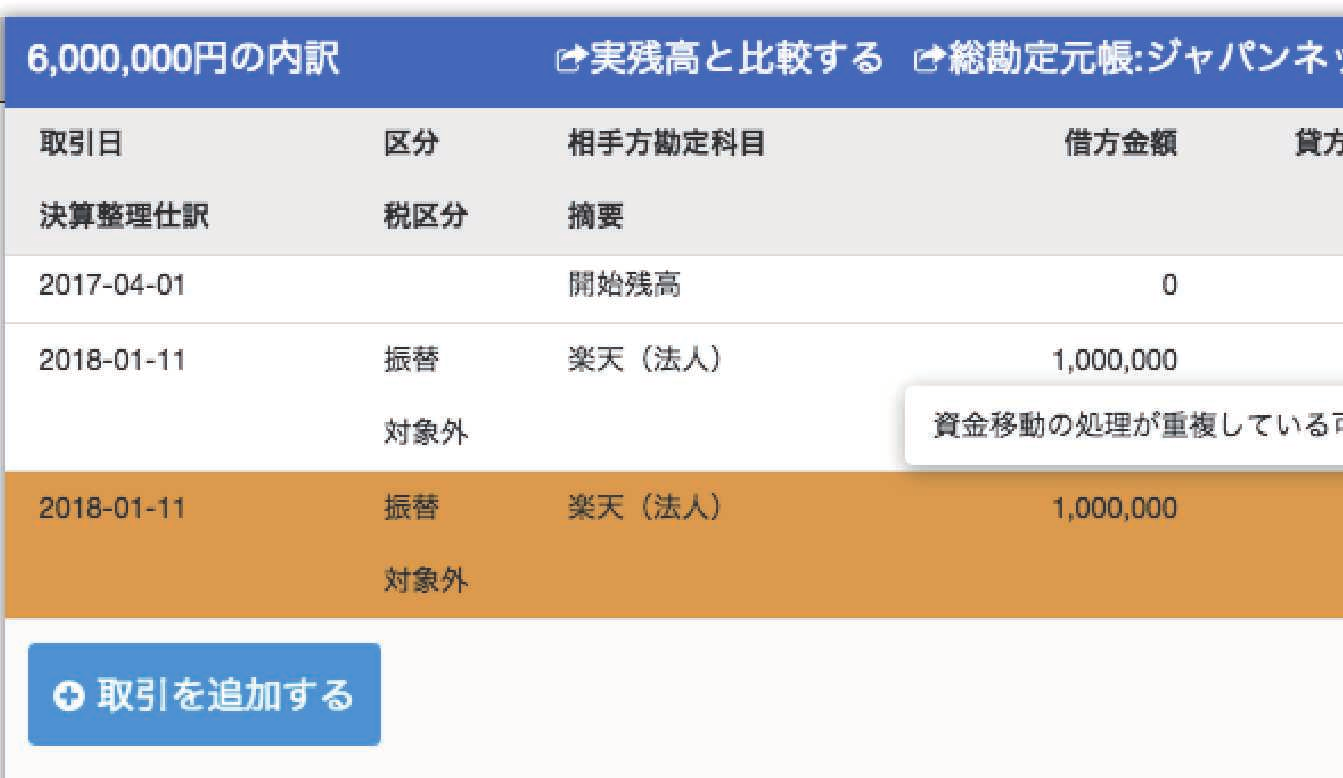 6,000,000円の内訳 実残高と比較する 総勘定元帳:ジャパンネッ
取引日 区分 相手方勘定科目 借方金額 貸方
決算整理仕訳 税区分 摘要
2017-04-01 開始残高 0
2018-01-11 振替 楽天（法人） 1,000,000
対象外 資金移動の処理が重複している可
2018-01-11 振替 楽天（法人） 1,000,000
対象外
取引を追加する